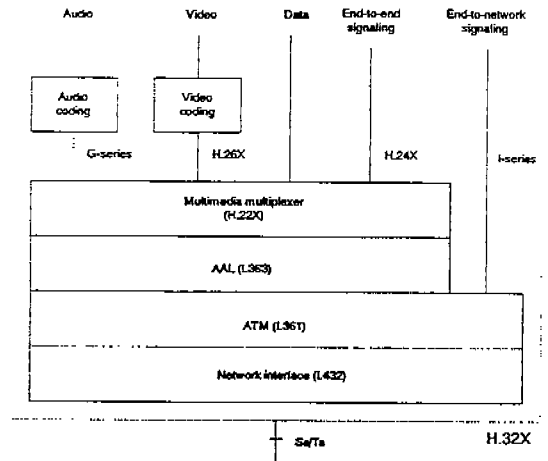 Audio
Video
Data
End-to-end
signaling
End-to-network
signaling
Audio
coding
Video
coding
G-series
H.26X
H.24X
I-series
Multimedia multiplexer
(H.22X)
AAL (I.363)
ATM (I.361)
Network interface (I.432)
Sa/Ta
H.32X